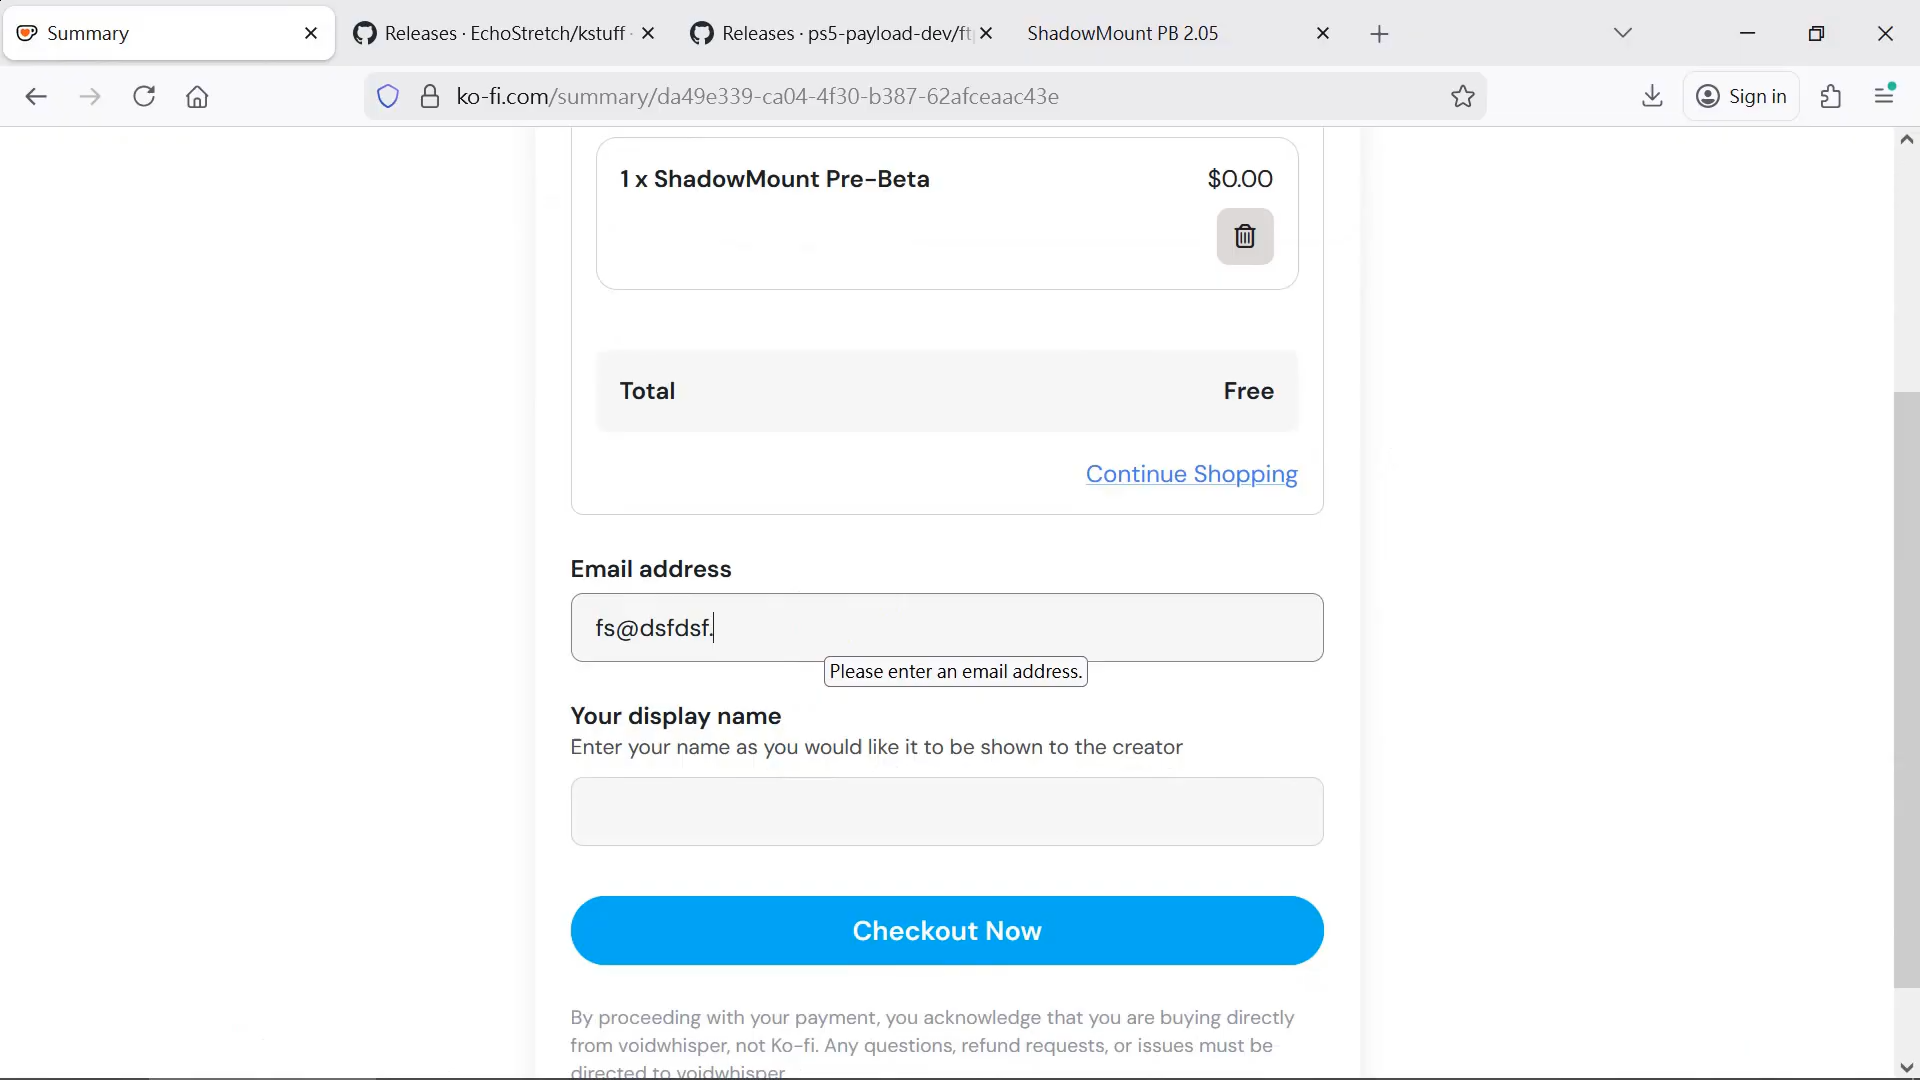 Summary
Releases · EchoStretch/kstuff
Releases · ps5-payload-dev/ft
ShadowMount PB 2.05
ko-fi.com/summary/da49e339-ca04-4f30-b387-62afceaac43e
Sign in
1 x ShadowMount Pre-Beta
$0.00
Total
Free
Continue Shopping
Email address
fs@dsfdsf.
Please enter an email address.
Your display name
Enter your name as you would like it to be shown to the creator
Checkout Now
By proceeding with your payment, you acknowledge that you are buying directly
from voidwhisper, not Ko-fi. Any questions, refund requests, or issues must be
directed to voidwhisper